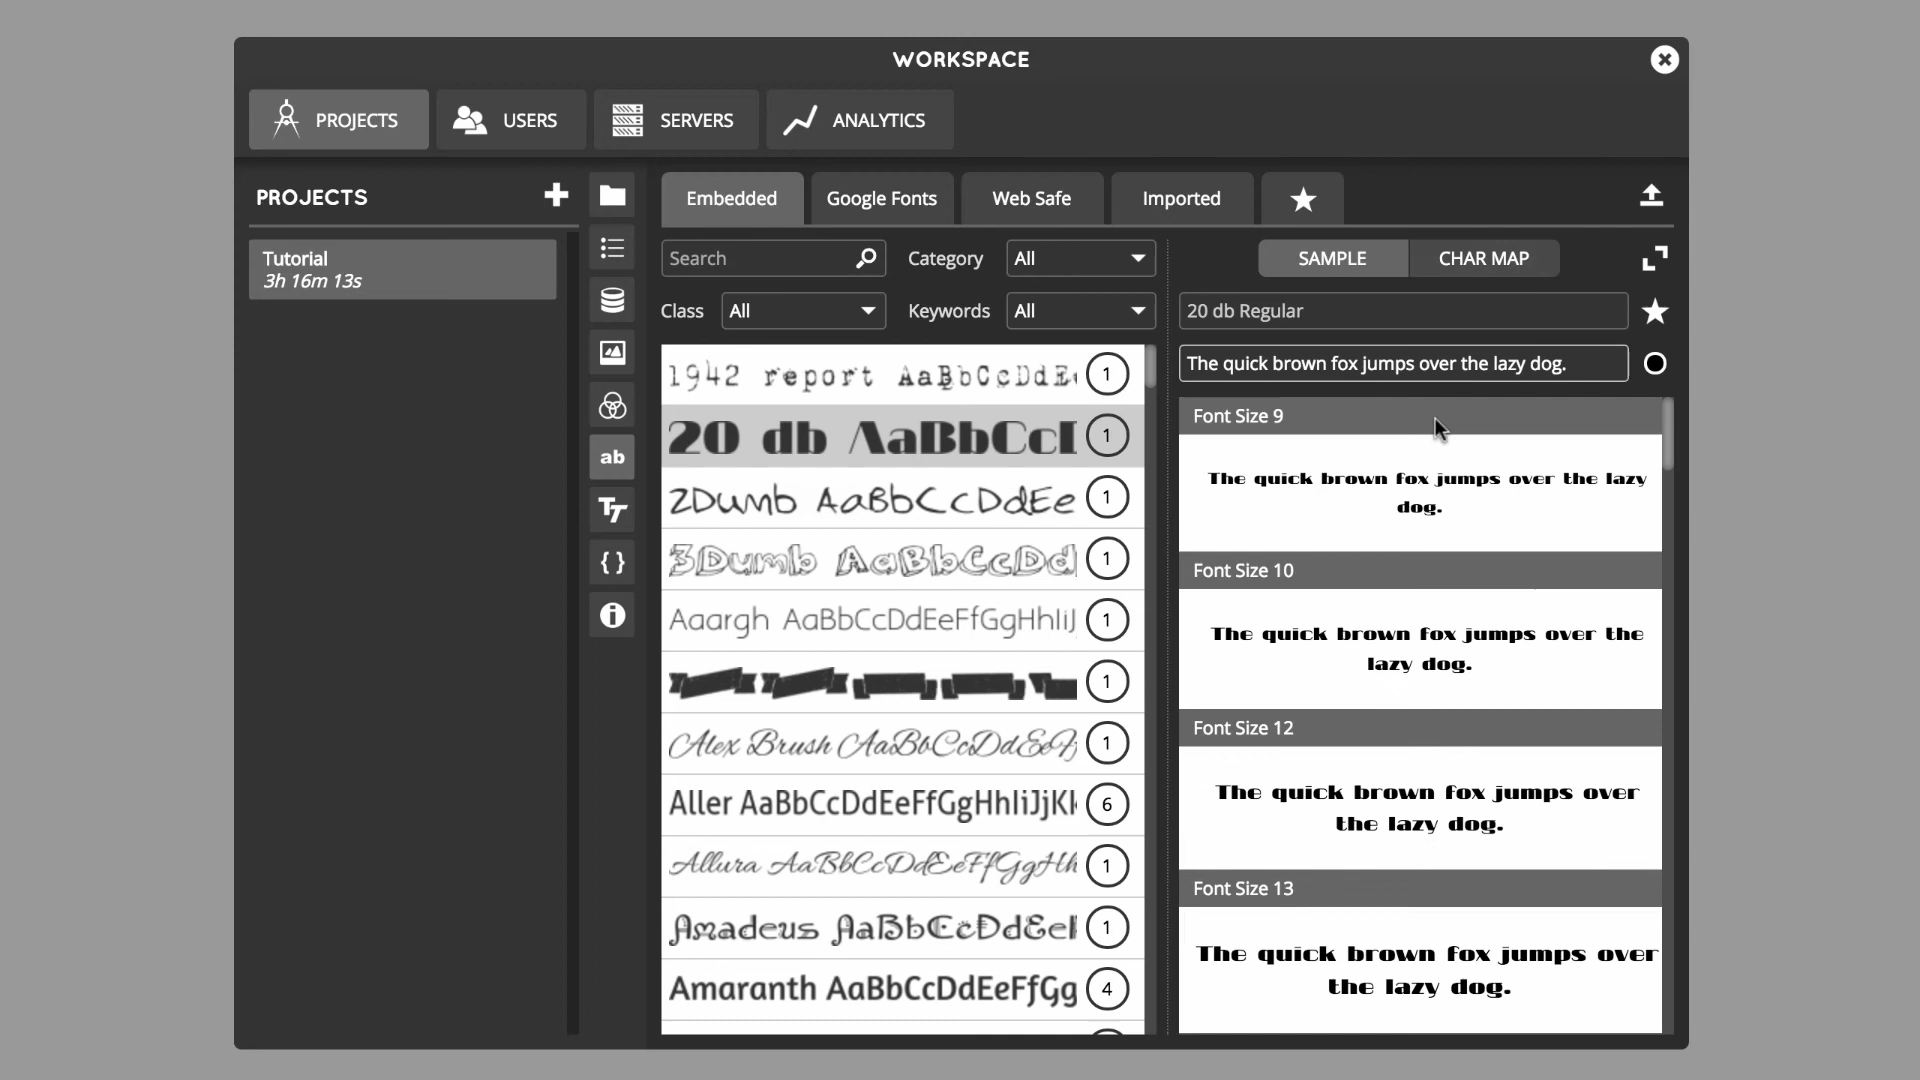 WORKSPACE
PROJECTS
USERS
SERVERS
ANALYTICS
PROJECTS
Tutorial
3h 16m 13s
ab
TT
{ }
Embedded
Google Fonts
Web Safe
Imported
Search
Category
All
Class
All
Keywords
All
1942 report AaBbCcDdE
1
20 db AaBbCc
1
2Dumb AaBbCcDdEe
1
3Dumb AaBbCcDd
1
Aaargh AaBbCcDdEeFfGgHhIiJ
1
1
Alex Brush AaBbCcDdEeF
1
Aller AaBbCcDdEeFfGgHhIiJjK
6
Allura AaBbCcDdEeFfGgHh
1
Amadeus AaBbCcDdEe
1
Amaranth AaBbCcDdEeFfGg
4
SAMPLE
CHAR MAP
20 db Regular
The quick brown fox jumps over the lazy dog.
Font Size 9
The quick brown fox jumps over the lazy
dog.
Font Size 10
The quick brown fox jumps over the
lazy dog.
Font Size 12
The quick brown fox jumps over
the lazy dog.
Font Size 13
The quick brown fox jumps over
the lazy dog.